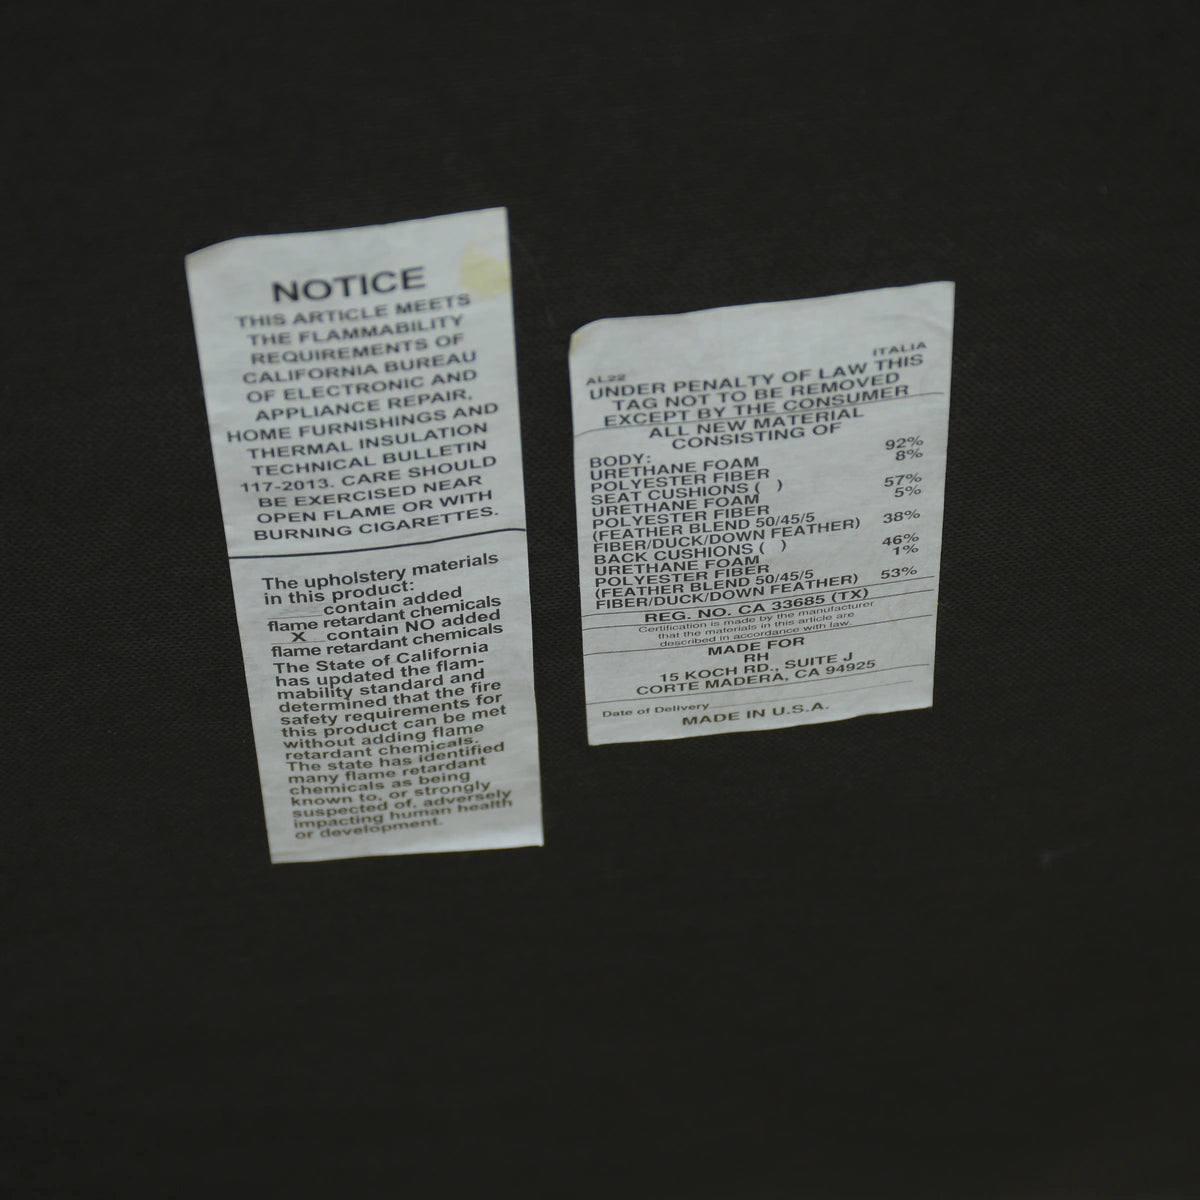 NOTICE
THIS ARTICLE MEETS
THE FLAMMABILITY
REQUIREMENTS OF
CALIFORNIA BUREAU
OF ELECTRONIC AND
APPLIANCE REPAIR,
HOME FURNISHINGS AND
THERMAL INSULATION
TECHNICAL BULLETIN
117-2013. CARE SHOULD
BE EXERCISED NEAR
OPEN FLAME OR WITH
BURNING CIGARETTES.
The upholstery materials
in this product:
____ contain added
flame retardant chemicals
X contain NO added
flame retardant chemicals
The State of California
has updated the flam-
mability standard and
determined that the fire
safety requirements for
this product can be met
without adding flame
retardant chemicals.
The state has identified
many flame retardant
chemicals as being
known to, or strongly
suspected of, adversely
impacting human health
or development.
AL22 ITALIA
UNDER PENALTY OF LAW THIS
TAG NOT TO BE REMOVED
EXCEPT BY THE CONSUMER
ALL NEW MATERIAL
CONSISTING OF
BODY:
URETHANE FOAM 92%
POLYESTER FIBER 8%
SEAT CUSHIONS ( )
URETHANE FOAM 57%
POLYESTER FIBER 5%
(FEATHER BLEND 50/45/5
FIBER/DUCK/DOWN FEATHER) 38%
BACK CUSHIONS ( )
URETHANE FOAM 46%
POLYESTER FIBER 1%
(FEATHER BLEND 50/45/5
FIBER/DUCK/DOWN FEATHER) 53%
REG. NO. CA 33685 (TX)
Certification is made by the manufacturer
that the materials in this article are
described in accordance with law.
MADE FOR
RH
15 KOCH RD., SUITE J
CORTE MADERA, CA 94925
Date of Delivery
MADE IN U.S.A.